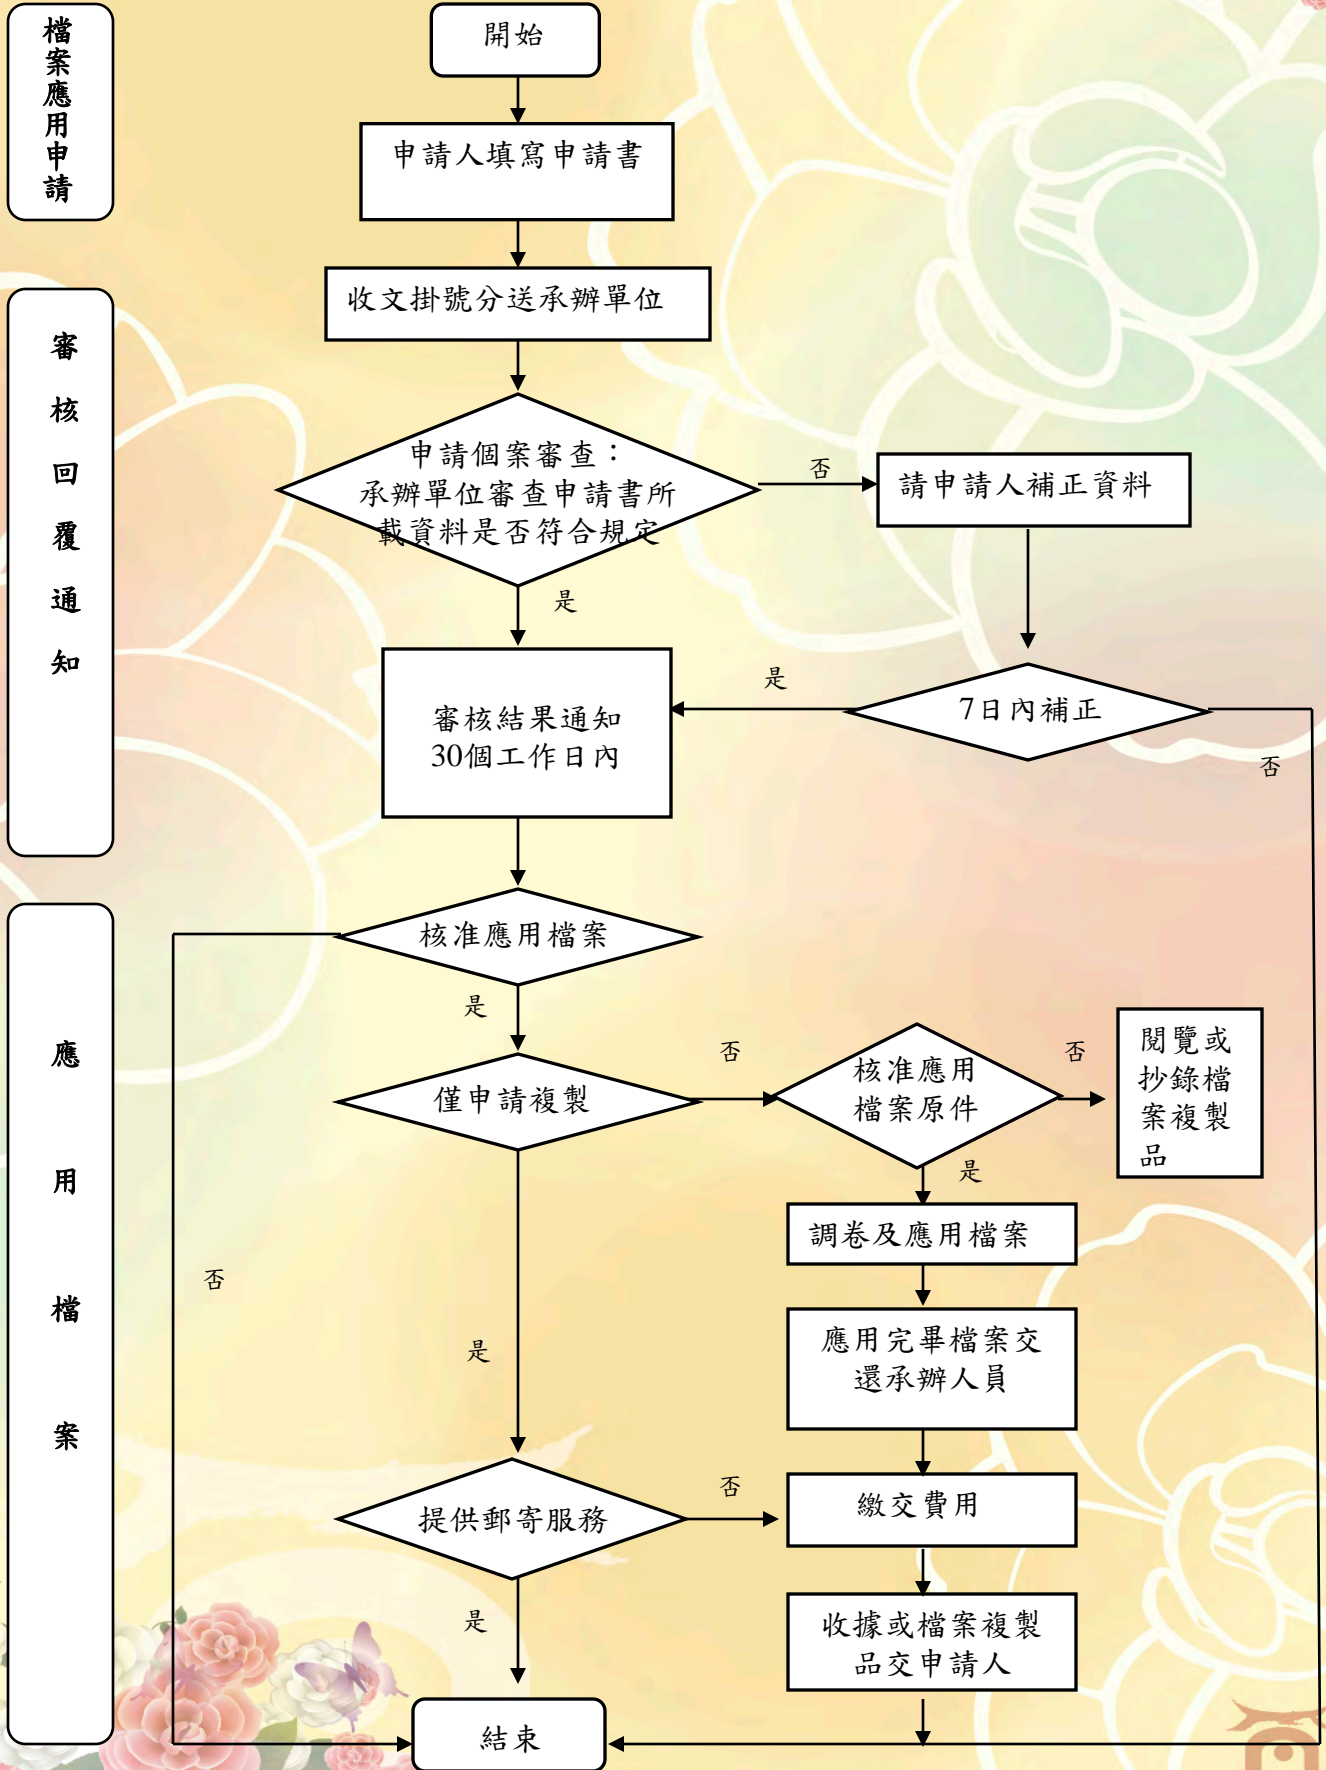 檔案應用申請
開始
申請人填寫申請書
收文掛號分送承辦單位
審核回覆通知
申請個案審查：
承辦單位審查申請書所
載資料是否符合規定
否
請申請人補正資料
是
審核結果通知
30個工作日內
是
7日內補正
否
應用檔案
核准應用檔案
是
否
僅申請複製
否
核准應用
檔案原件
否
閱覽或
抄錄檔
案複製
品
是
調卷及應用檔案
應用完畢檔案交
還承辦人員
是
提供郵寄服務
否
繳交費用
是
收據或檔案複製
品交申請人
結束